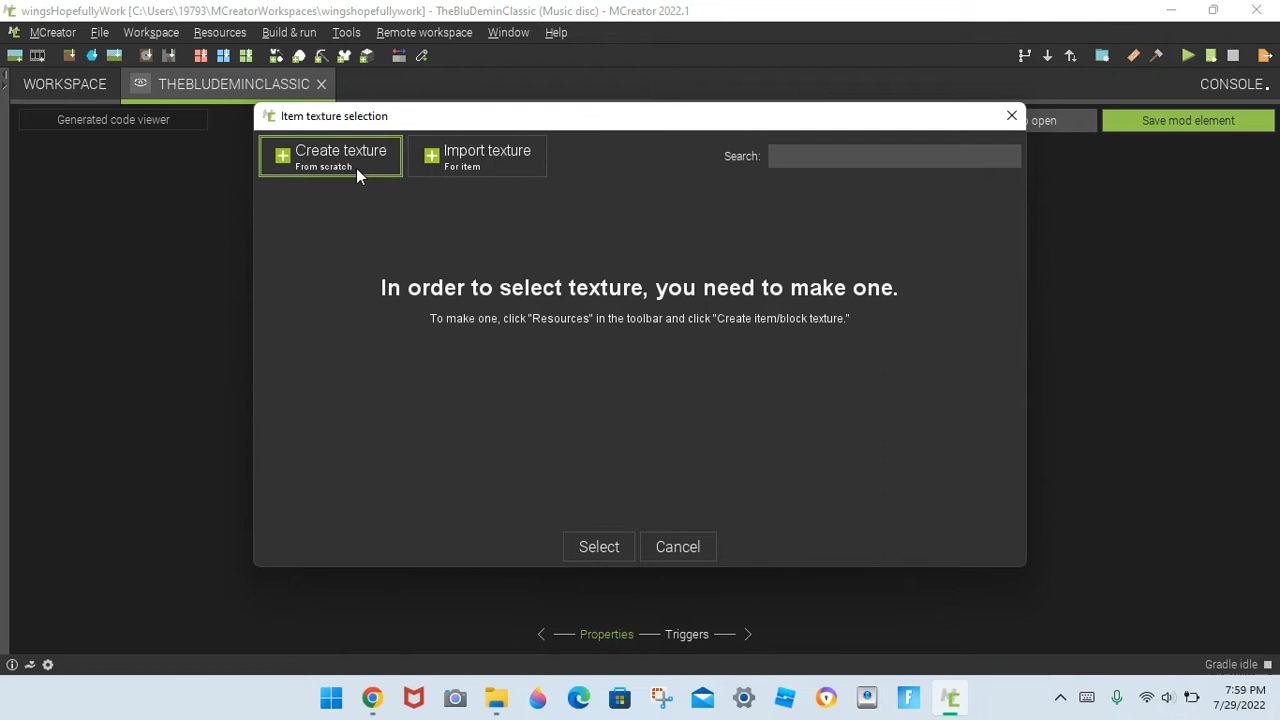 wingsHopefullyWork [C:\Users\19793\MCreatorWorkspaces\wingshopefullywork] - TheBluDeminClassic (Music disc) - MCreator 2022.1
MCreator File Workspace Resources Build & run Tools Remote workspace Window Help
WORKSPACE THEBLUDEMINCLASSIC CONSOLE
Generated code viewer
Item texture selection
o open
Save mod element
Create texture
From scratch
Import texture
For item
Search:
In order to select texture, you need to make one.
To make one, click "Resources" in the toolbar and click "Create item/block texture."
Select Cancel
Properties Triggers
Gradle idle
7:59 PM
7/29/2022